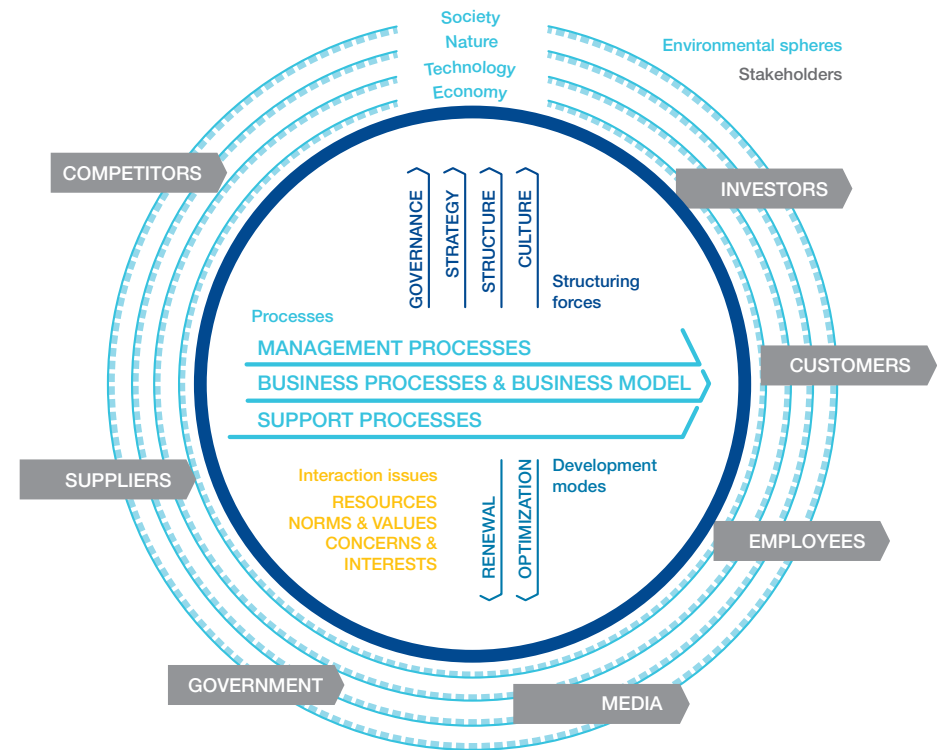 Society
Nature
Technology
Economy
Environmental spheres
Stakeholders
COMPETITORS
INVESTORS
GOVERNANCE
STRATEGY
STRUCTURE
CULTURE
Structuring
forces
Processes
MANAGEMENT PROCESSES
BUSINESS PROCESSES & BUSINESS MODEL
SUPPORT PROCESSES
CUSTOMERS
SUPPLIERS
Interaction issues
RESOURCES
NORMS & VALUES
CONCERNS &
INTERESTS
RENEWAL
OPTIMIZATION
Development
modes
EMPLOYEES
GOVERNMENT
MEDIA